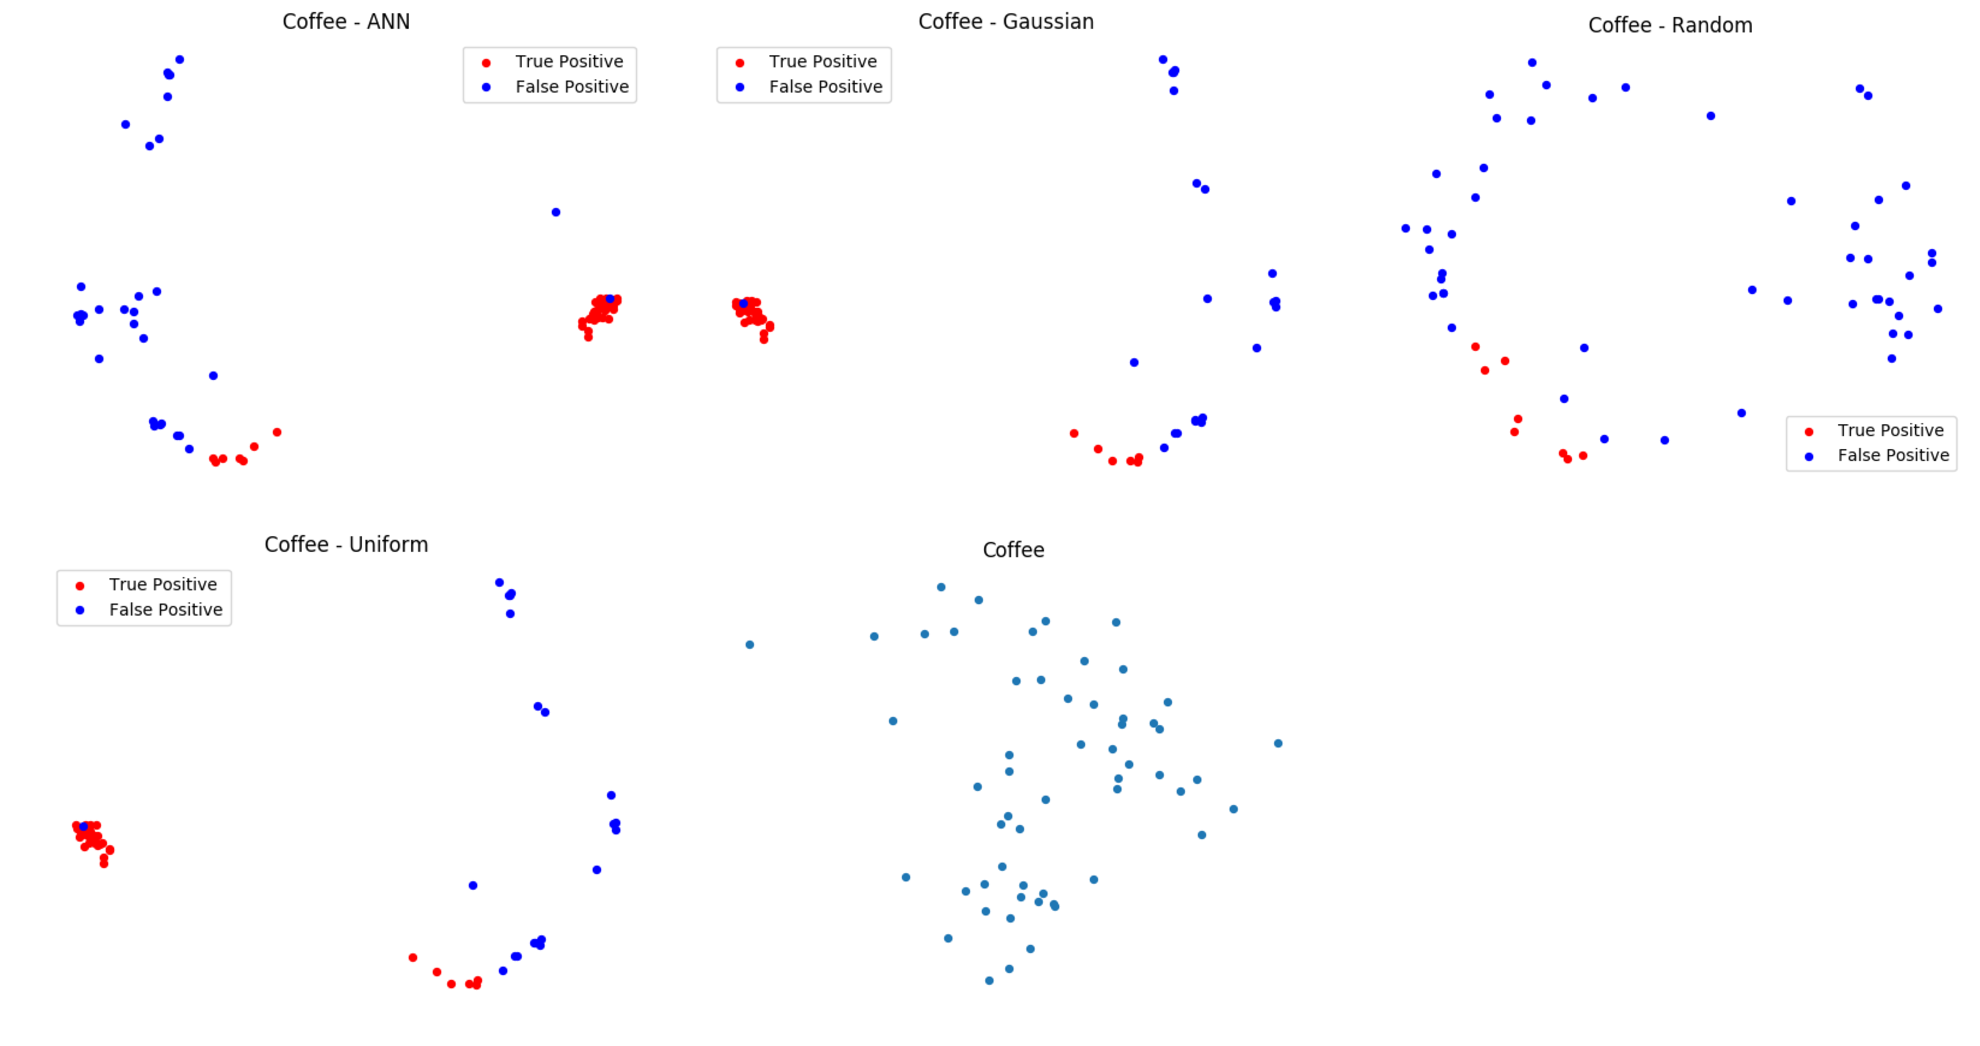 Coffee - ANN
True Positive
False Positive
Coffee - Gaussian
True Positive
False Positive
Coffee - Random
True Positive
False Positive
Coffee - Uniform
True Positive
False Positive
Coffee